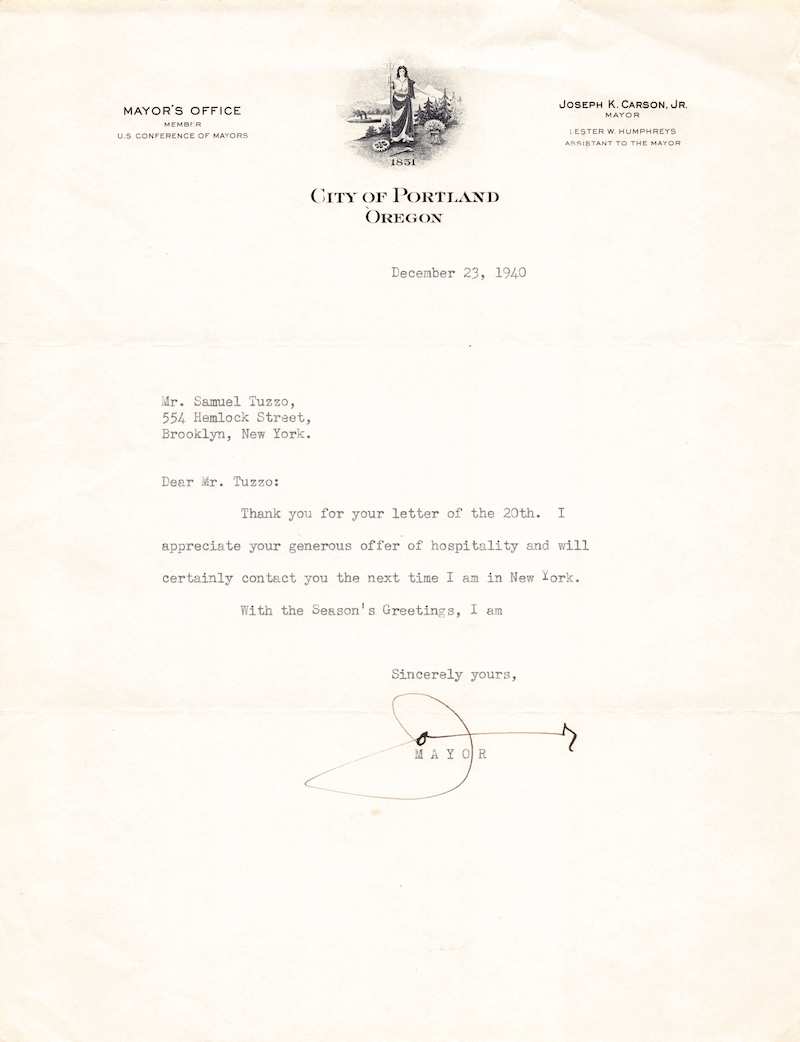 MAYOR'S OFFICE
MEMBER
U.S CONFERENCE OF MAYORS
1851
CITY OF PORTLAND
OREGON
JOSEPH K. CARSON, JR.
MAYOR
LESTER W. HUMPHREYS
ASSISTANT TO THE MAYOR
December 23, 1940
Mr. Samuel Tuzzo,
554 Hemlock Street,
Brooklyn, New York.
Dear Mr. Tuzzo:
Thank you for your letter of the 20th. I
appreciate your generous offer of hospitality and will
certainly contact you the next time I am in New York.
With the Season's Greetings, I am
Sincerely yours,
M A Y O R